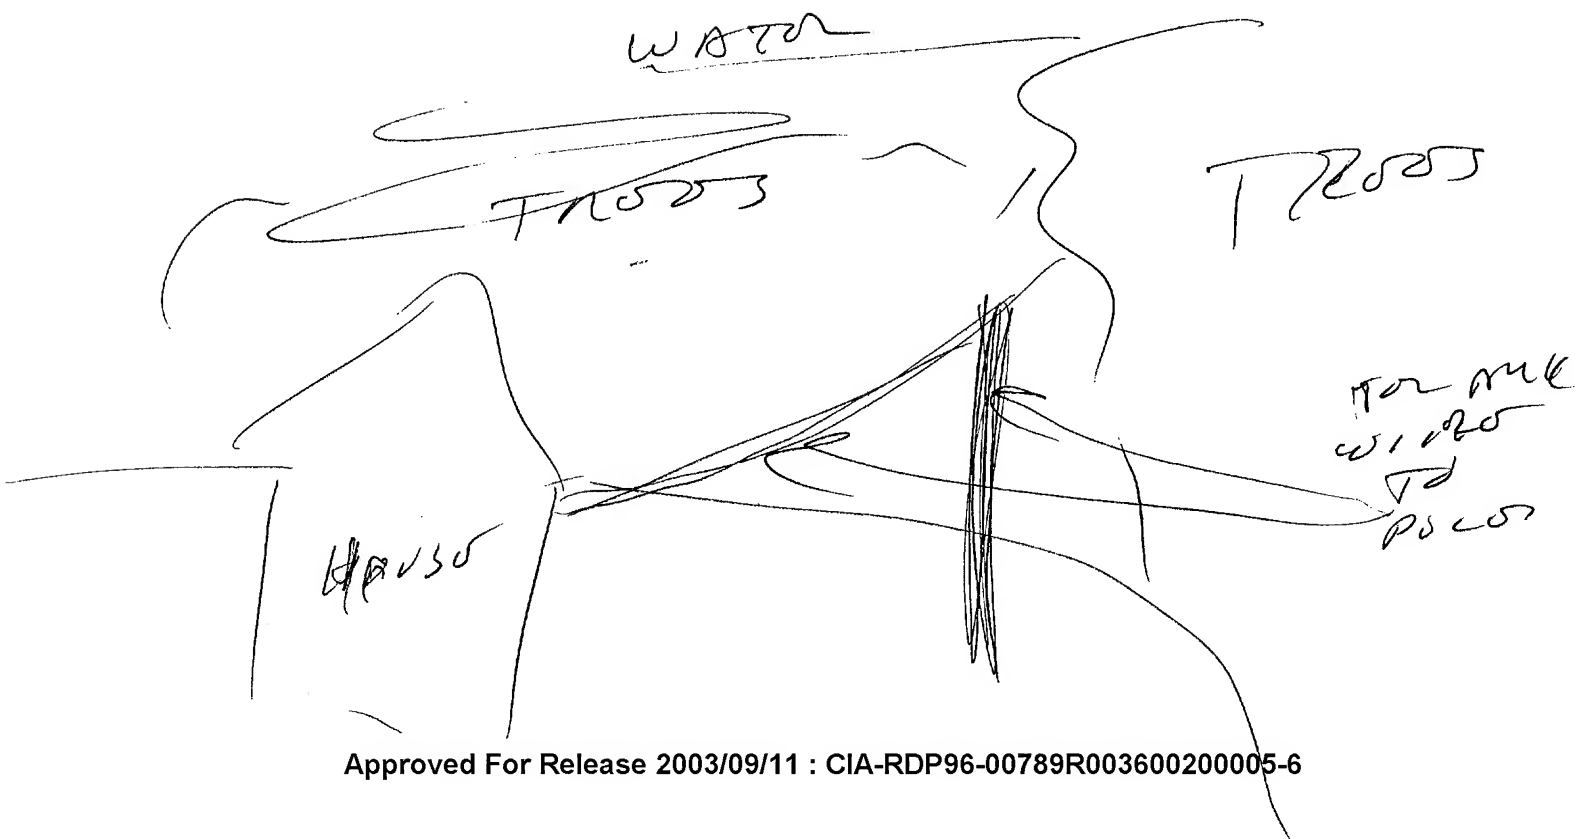 WATER
TREES
TREES
WIRES
TO
POLES
HOUSE
Approved For Release 2003/09/11 : CIA-RDP96-00789R003600200005-6